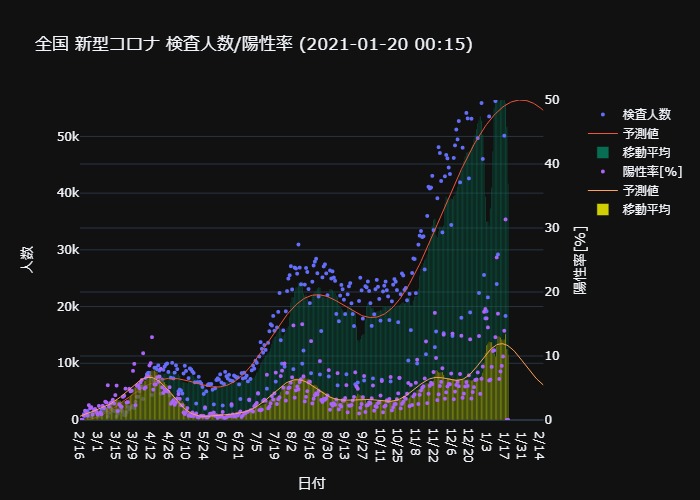 全国 新型コロナ 検査人数/陽性率 (2021-01-20 00:15)
検査人数
予測値
移動平均
陽性率[%]
予測値
移動平均
人数
50k
40k
30k
20k
10k
0
50
40
30
20
10
0
陽性率[%]
2/16
3/1
3/15
3/29
4/12
4/26
5/10
5/24
6/7
6/21
7/5
7/19
8/2
8/16
8/30
9/13
9/27
10/11
10/25
11/8
11/22
12/6
12/20
1/3
1/17
1/31
2/14
日付